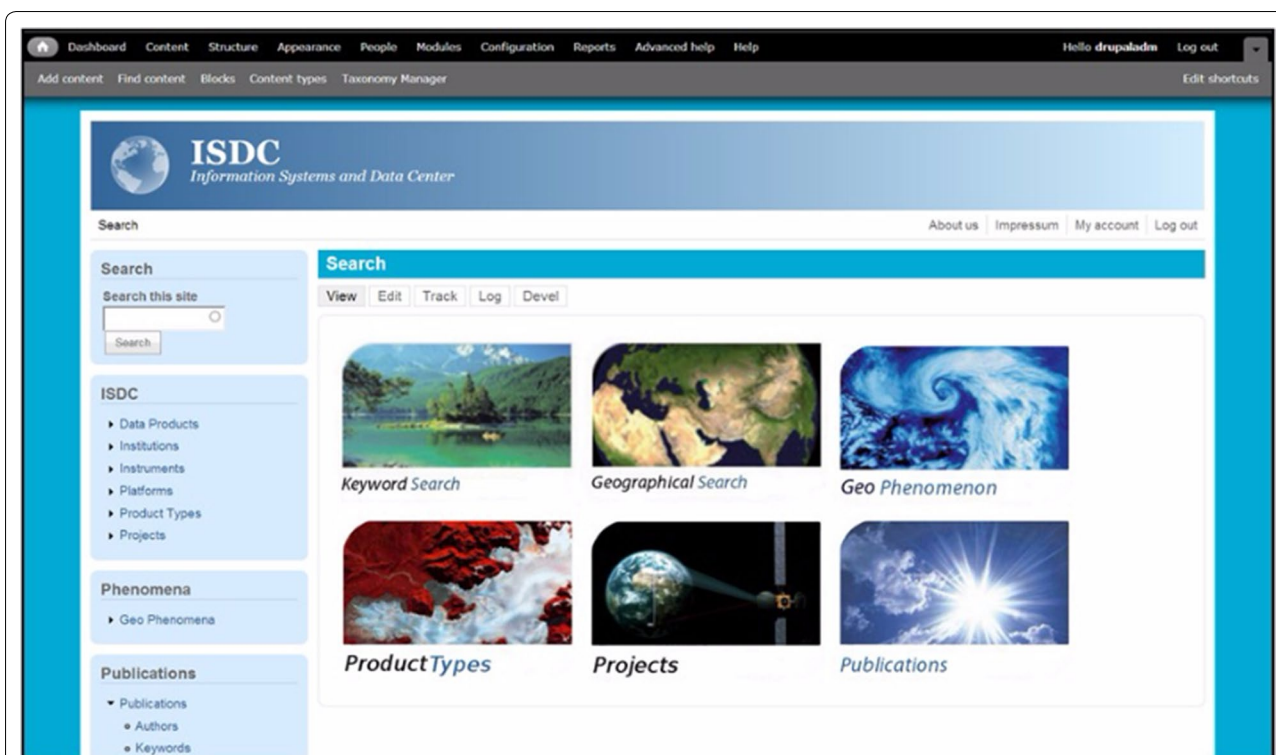 Dashboard Content Structure Appearance People Modules Configuration Reports Advanced help Help Hello drupaladm Log out
Add content Find content Blocks Content types Taxonomy Manager Edit shortcuts
ISDC
Information Systems and Data Center
Search About us Impressum My account Log out
Search
Search this site
Search
ISDC
Data Products
Institutions
Instruments
Platforms
Product Types
Projects
Phenomena
Geo Phenomena
Publications
Publications
Authors
Keywords
Search
View Edit Track Log Devel
Keyword Search
Geographical Search
Geo Phenomenon
ProductTypes
Projects
Publications